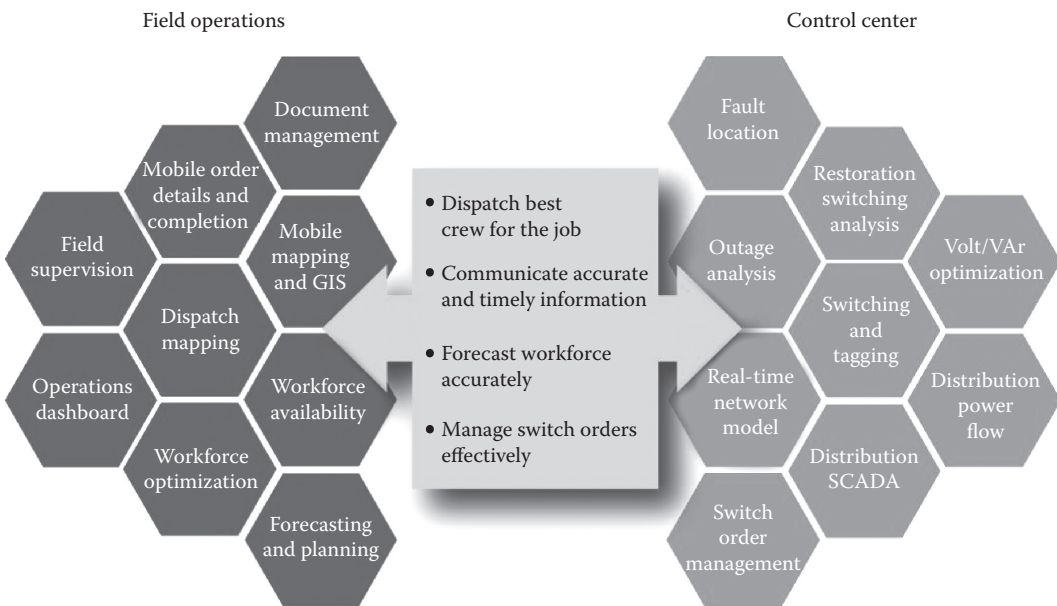 Field operations
Control center
Document
management
Mobile order
details and
completion
Field
supervision
Mobile
mapping
and GIS
Dispatch
mapping
Operations
dashboard
Workforce
availability
Workforce
optimization
Forecasting
and planning
• Dispatch best
crew for the job
• Communicate accurate
and timely information
• Forecast workforce
accurately
• Manage switch orders
effectively
Fault
location
Restoration
switching
analysis
Outage
analysis
Volt/VAr
optimization
Switching
and
tagging
Real-time
network
model
Distribution
power
flow
Distribution
SCADA
Switch
order
management